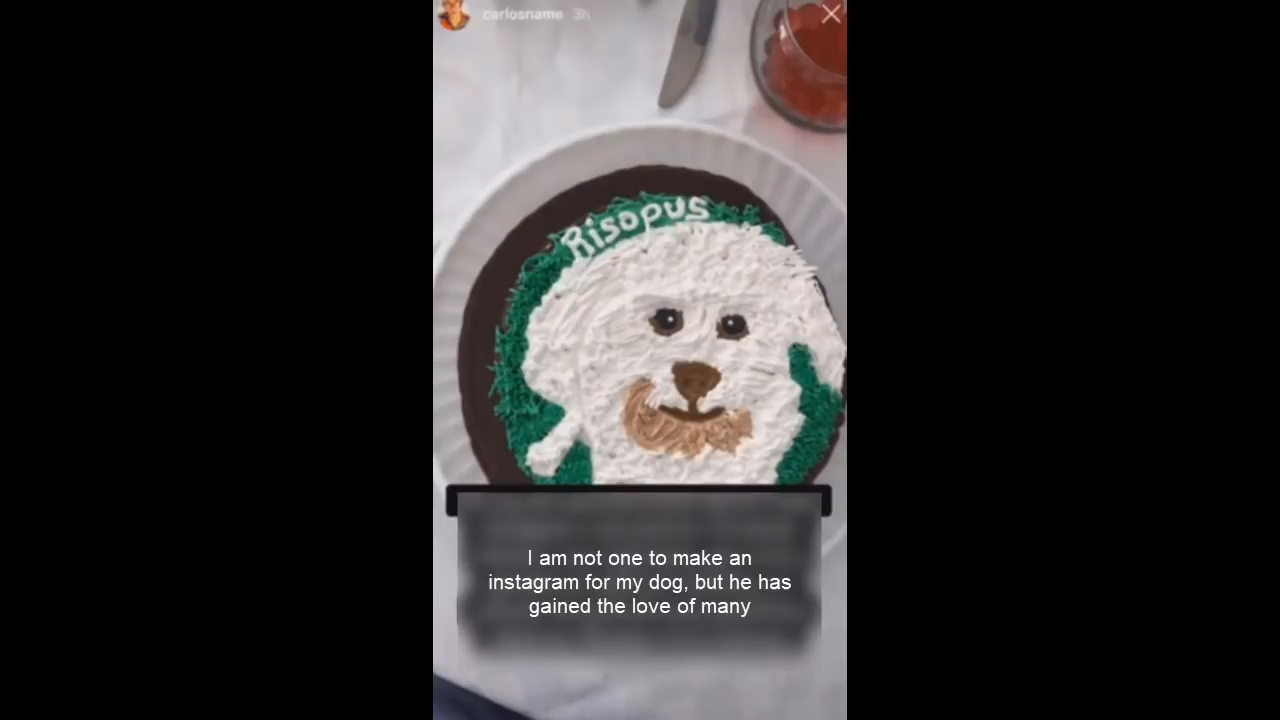 carlosname 3h
Risopus
I am not one to make an
instagram for my dog, but he has
gained the love of many